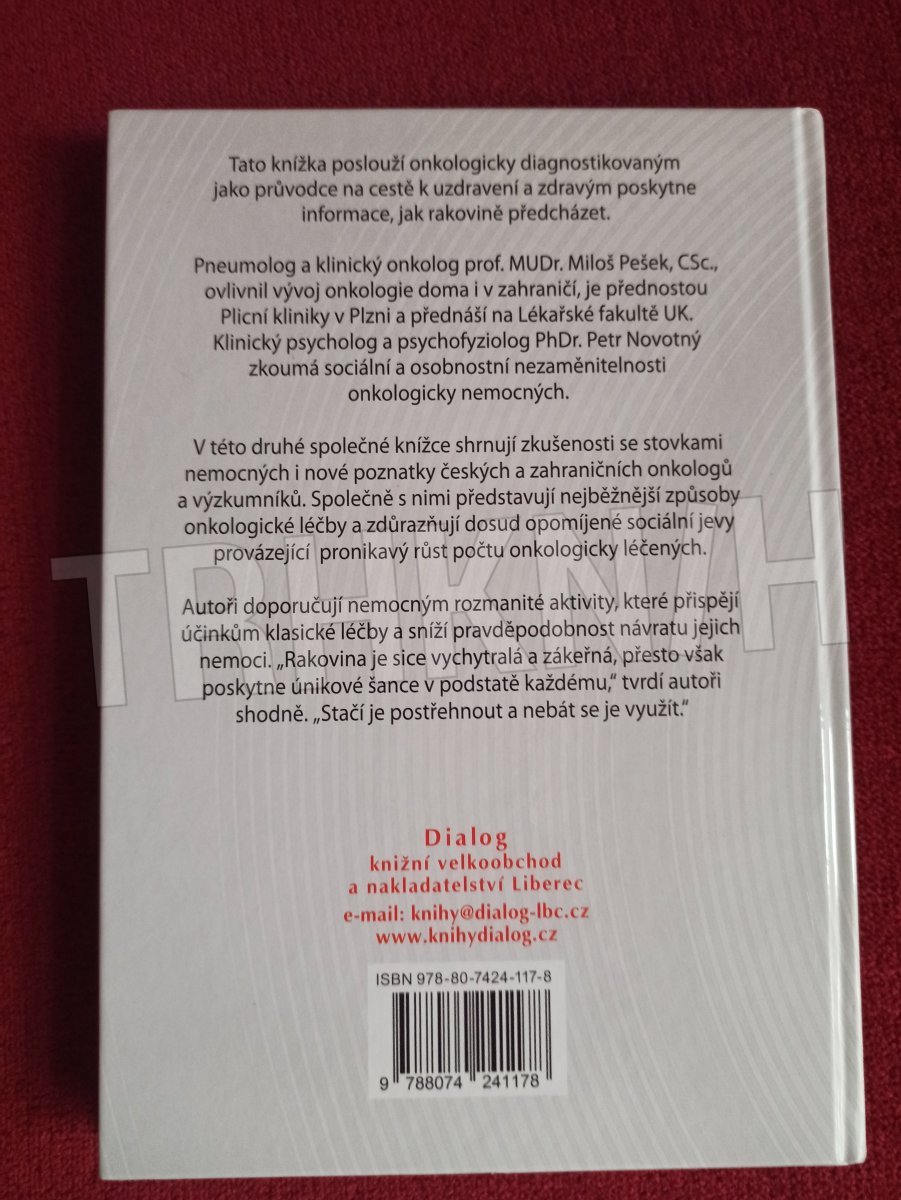 Tato knížka poslouží onkologicky diagnostikovaným
jako průvodce na cestě k uzdravení a zdravým poskytne
informace, jak rakovině předcházet.
Pneumolog a klinický onkolog prof. MUDr. Miloš Pešek, CSc.,
ovlivnil vývoj onkologie doma i v zahraničí, je přednostou
Plicní kliniky v Plzni a přednáší na Lékařské fakultě UK.
Klinický psycholog a psychofyziolog PhDr. Petr Novotný
zkoumá sociální a osobnostní nezaměnitelnosti
onkologicky nemocných.
V této druhé společné knížce shrnují zkušenosti se stovkami
nemocných i nové poznatky českých a zahraničních onkologů
a výzkumníků. Společně s nimi představují nejběžnější způsoby
onkologické léčby a zdůrazňují dosud opomíjené sociální jevy
provázející pronikavý růst počtu onkologicky léčených.
TRHKNIH
Autoři doporučují nemocným rozmanité aktivity, které přispějí
účinkům klasické léčby a sníží pravděpodobnost návratu jejich
nemoci. „Rakovina je sice vychytralá a zákeřná, přesto však
poskytne únikové šance v podstatě každému,“ tvrdí autoři
shodně. „Stačí je postřehnout a nebát se je využít.“
Dialog
knižní velkoobchod
a nakladatelství Liberec
e-mail: knihy@dialog-lbc.cz
www.knihydialog.cz
ISBN 978-80-7424-117-8
9 788074 241178